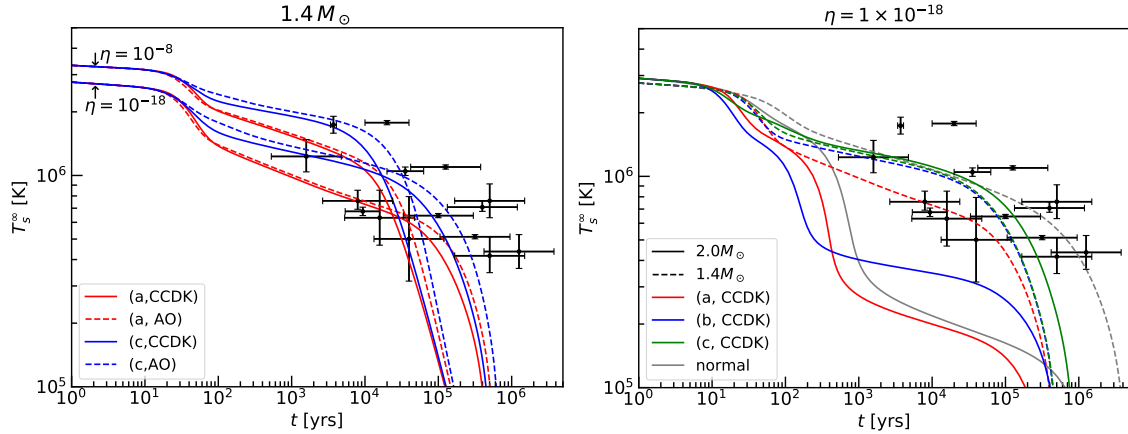 1.4 M⊙
η = 10⁻⁸
η = 10⁻¹⁸
T_s^∞ [K]
10⁶
10⁵
(a,CCDK)
(a, AO)
(c,CCDK)
(c,AO)
10⁰ 10¹ 10² 10³ 10⁴ 10⁵ 10⁶
t [yrs]
η = 1 × 10⁻¹⁸
T_s^∞ [K]
10⁶
10⁵
2.0M⊙
1.4M⊙
(a, CCDK)
(b, CCDK)
(c, CCDK)
normal
10⁰ 10¹ 10² 10³ 10⁴ 10⁵ 10⁶
t [yrs]